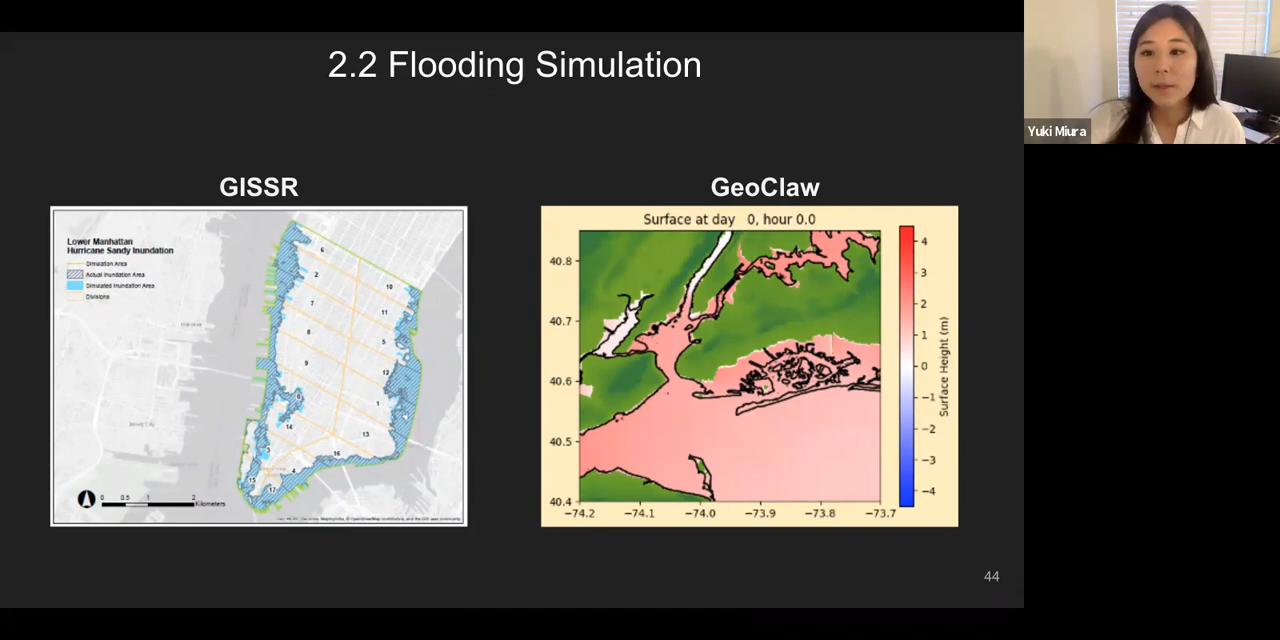 2.2 Flooding Simulation
Yuki Miura
GISSR
GeoClaw
Lower Manhattan
Hurricane Sandy Inundation
Simulation Area
Actual Inundation Area
Simulated Inundation Area
Divisions
6
2
10
7
11
8
5
9
12
1
14
13
3
16
4
15
17
0 0.5 1 2
Kilometers
Surface at day 0, hour 0.0
40.8
40.7
40.6
40.5
40.4
−74.2 −74.1 −74.0 −73.9 −73.8 −73.7
4
3
2
1
0
−1
−2
−3
−4
Surface Height (m)
44